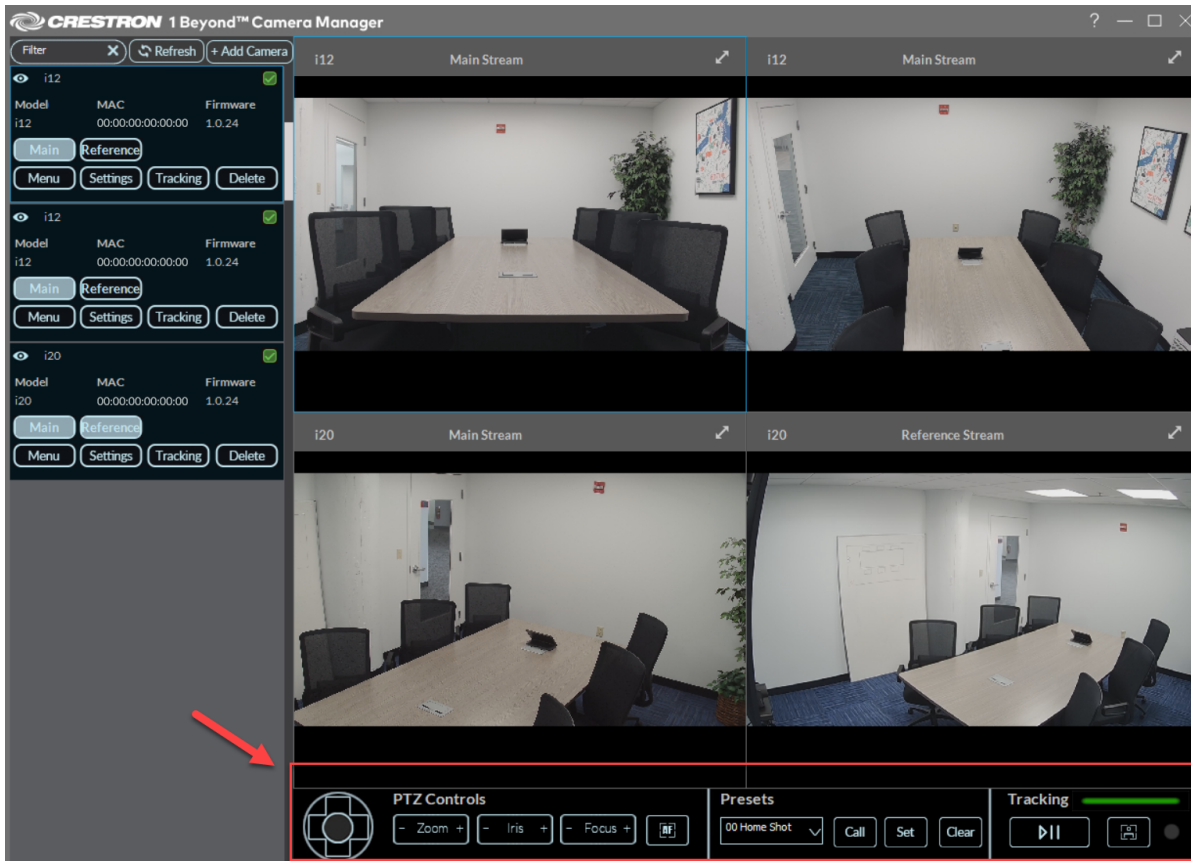 CRESTRON 1 Beyond™ Camera Manager
?
Filter
Refresh
+ Add Camera
i12
Model MAC Firmware
i12 00:00:00:00:00:00 1.0.24
Main Reference
Menu Settings Tracking Delete
i12
Model MAC Firmware
i12 00:00:00:00:00:00 1.0.24
Main Reference
Menu Settings Tracking Delete
i20
Model MAC Firmware
i20 00:00:00:00:00:00 1.0.24
Main Reference
Menu Settings Tracking Delete
i12 Main Stream
i12 Main Stream
i20 Main Stream
i20 Reference Stream
PTZ Controls
- Zoom + - Iris + - Focus + AF
Presets
00 Home Shot Call Set Clear
Tracking